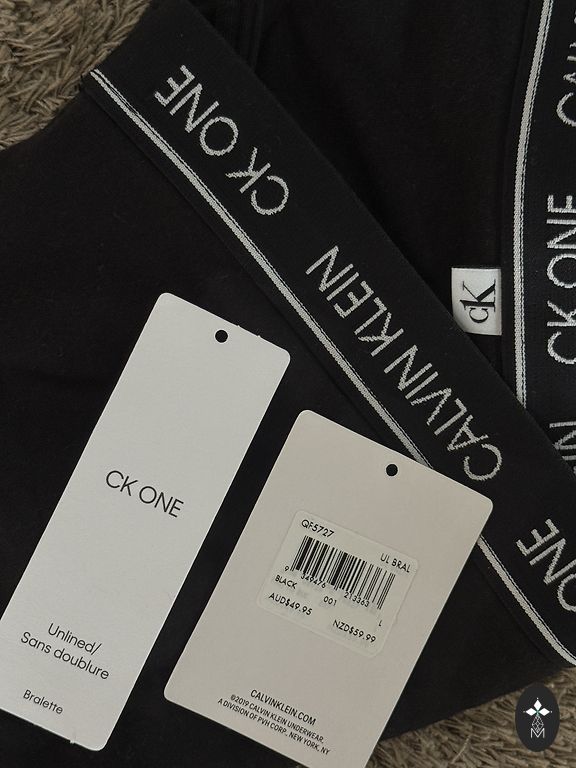 CK ONE
CALVIN KLEIN
ONE
CK ONE
cK
CK ONE
Unlined/
Sans doublure
Bralette
QF5727
UL BRAL
BLACK 001 L
AUD$49.95 NZD$59.99
CALVINKLEIN.COM
©2019 CALVIN KLEIN UNDERWEAR,
A DIVISION OF PVH CORP., NEW YORK, NY